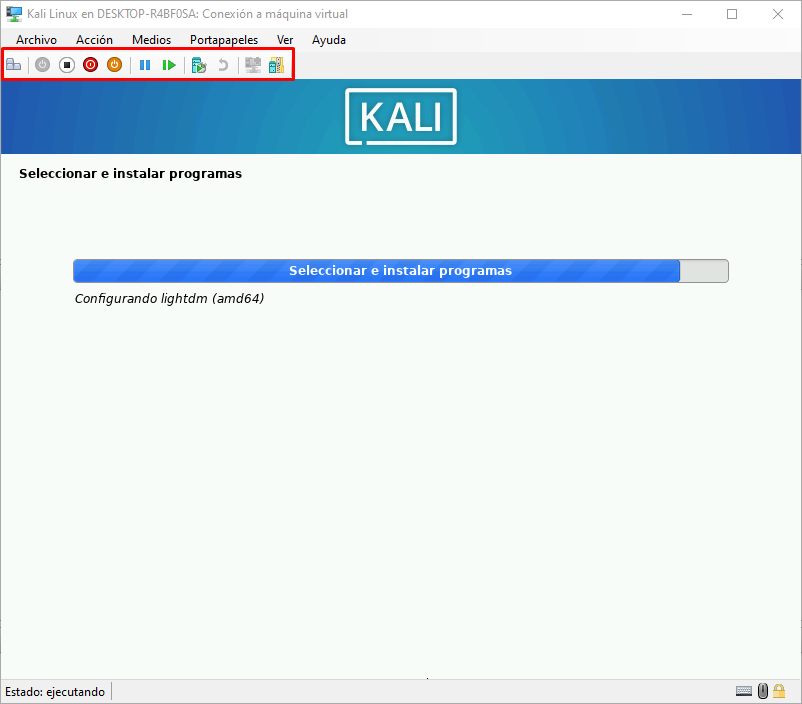 Kali Linux en DESKTOP-R4BF0SA: Conexión a máquina virtual
Archivo Acción Medios Portapapeles Ver Ayuda
KALI
Seleccionar e instalar programas
Seleccionar e instalar programas
Configurando lightdm (amd64)
Estado: ejecutando